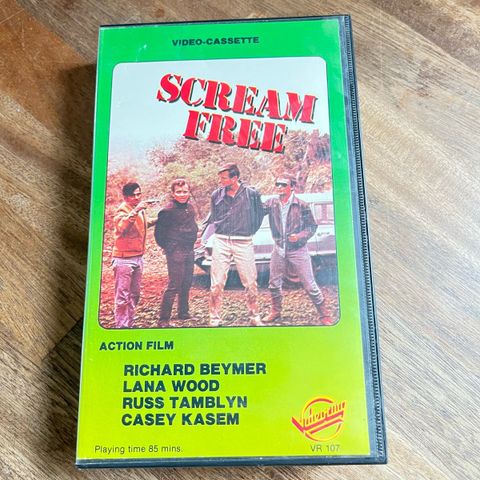 VIDEO-CASSETTE
SCREAM
FREE
ACTION FILM
RICHARD BEYMER
LANA WOOD
RUSS TAMBLYN
CASEY KASEM
Playing time 85 mins.
VR 107